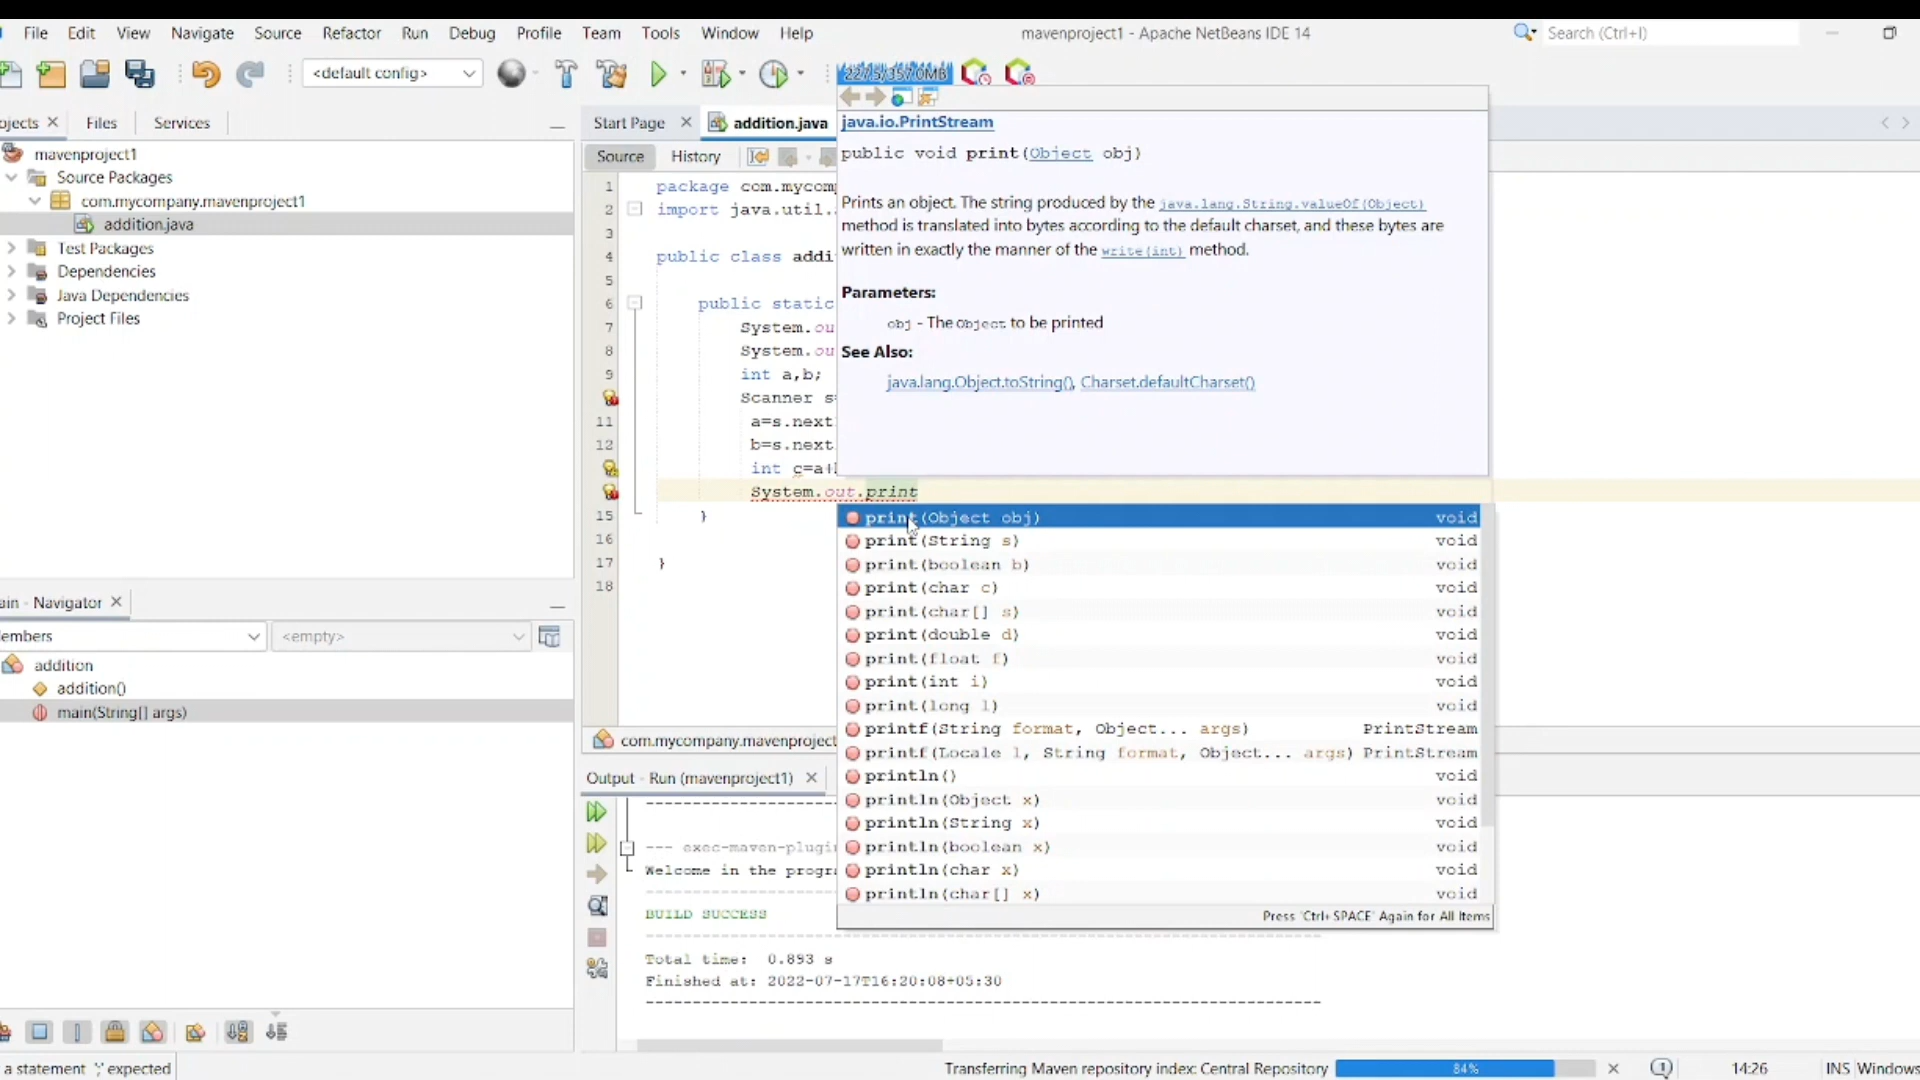 File Edit View Navigate Source Refactor Run Debug Profile Team Tools Window Help
mavenproject1 - Apache NetBeans IDE 14
Search (Ctrl+I)
<default config>
227.5/357.0MB
ojects Files Services
mavenproject1
Source Packages
com.mycompany.mavenproject1
addition.java
Test Packages
Dependencies
Java Dependencies
Project Files
ain - Navigator
embers
<empty>
addition
addition()
main(String[] args)
Start Page addition.java
Source History
1 package com.mycom
2 import java.util.
3
4 public class addi
5
6 public static
7 System.ou
8 System.ou
9 int a,b;
Scanner s
11 a=s.next
12 b=s.next
int c=a+
System.out.print
15 }
16
17 }
18
java.io.PrintStream
public void print(Object obj)
Prints an object. The string produced by the java.lang.String.valueOf(Object)
method is translated into bytes according to the default charset, and these bytes are
written in exactly the manner of the write(int) method.
Parameters:
obj - The Object to be printed
See Also:
java.lang.Object.toString(), Charset.defaultCharset()
print(Object obj) void
print(String s) void
print(boolean b) void
print(char c) void
print(char[] s) void
print(double d) void
print(float f) void
print(int i) void
print(long l) void
printf(String format, Object... args) PrintStream
printf(Locale l, String format, Object... args) PrintStream
println() void
println(Object x) void
println(String x) void
println(boolean x) void
println(char x) void
println(char[] x) void
Press 'Ctrl+SPACE' Again for All Items
com.mycompany.mavenproject
Output - Run (mavenproject1)
--- exec-maven-plugi
Welcome in the progr
BUILD SUCCESS
Total time: 0.893 s
Finished at: 2022-07-17T16:20:08+05:30
a statement ';' expected
Transferring Maven repository index: Central Repository
84%
14:26
INS
Windows